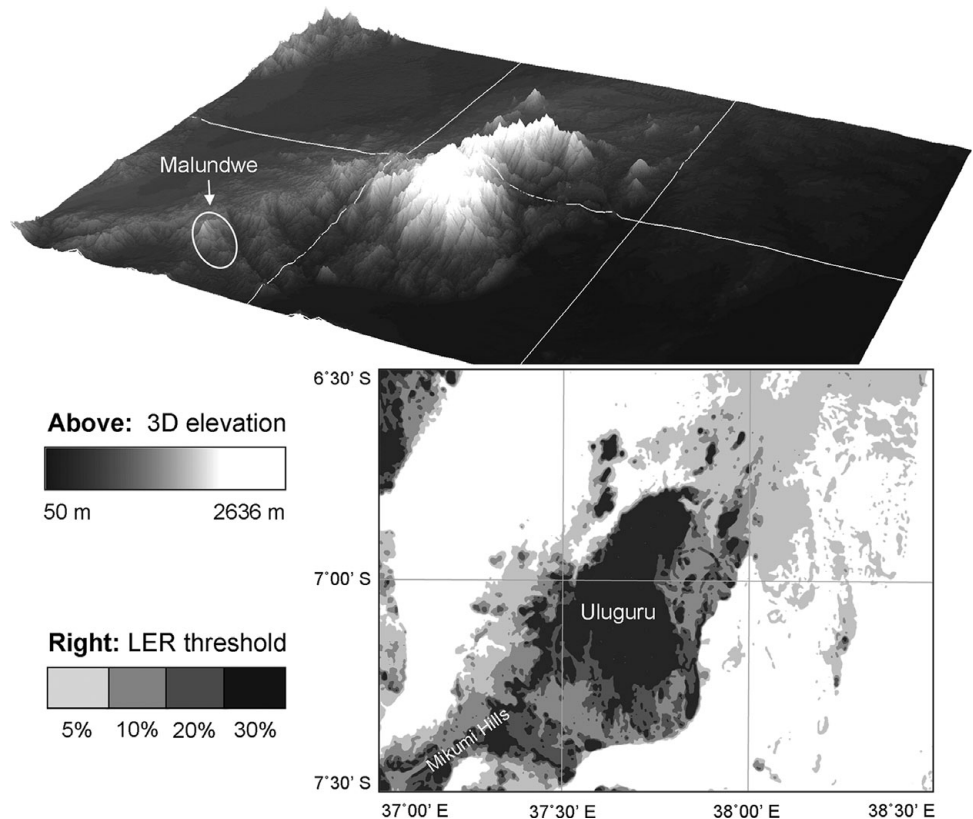 Malundwe
Above: 3D elevation
50 m 2636 m
Right: LER threshold
5% 10% 20% 30%
6˚30' S
7˚00' S
7˚30' S
Uluguru
Mikumi Hills
37˚00' E 37˚30' E 38˚00' E 38˚30' E